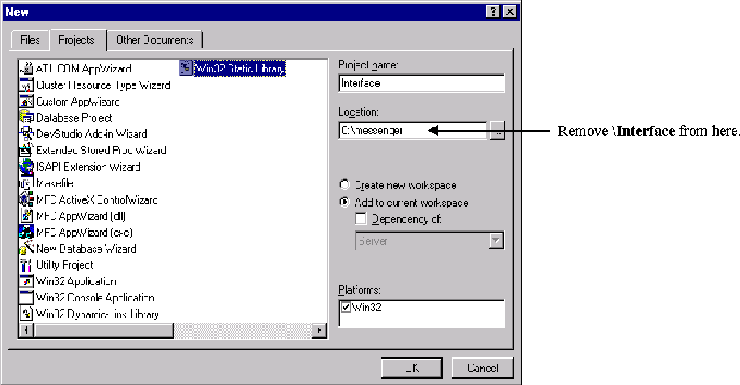 New
Files Projects Other Documents
ATL COM AppWizard
Cluster Resource Type Wizard
Custom AppWizard
Database Project
DevStudio Add-in Wizard
Extended Stored Proc Wizard
ISAPI Extension Wizard
Makefile
MFC ActiveX ControlWizard
MFC AppWizard (dll)
MFC AppWizard (exe)
New Database Wizard
Utility Project
Win32 Application
Win32 Console Application
Win32 Dynamic-Link Library
Win32 Static Library
Project name:
Interface
Location:
C:\messenger
...
Remove \Interface from here.
Create new workspace
Add to current workspace
Dependency of:
Server
Platforms:
Win32
OK Cancel